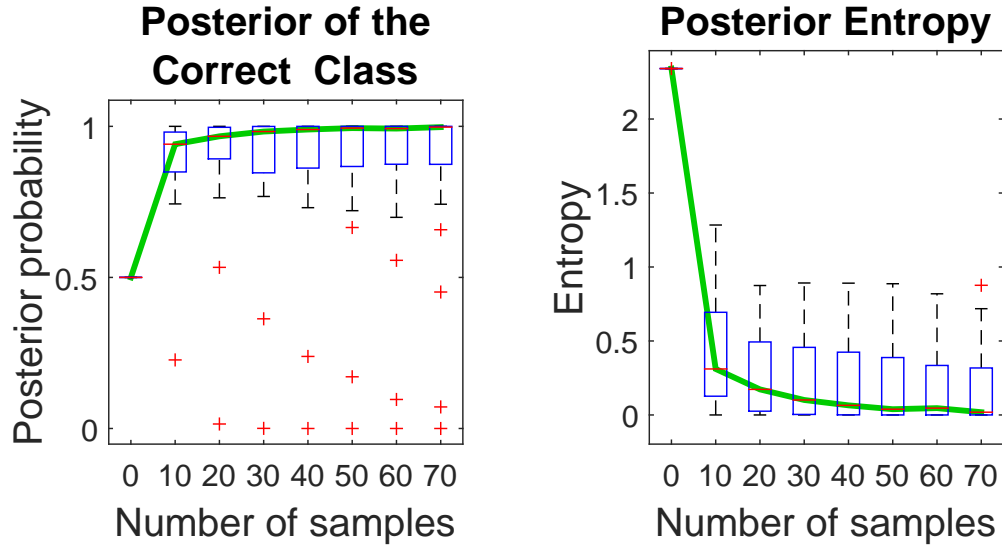 Posterior of the
Correct Class
Posterior probability
1
0.5
0
0 10 20 30 40 50 60 70
Number of samples
Posterior Entropy
Entropy
2
1.5
1
0.5
0
0 10 20 30 40 50 60 70
Number of samples